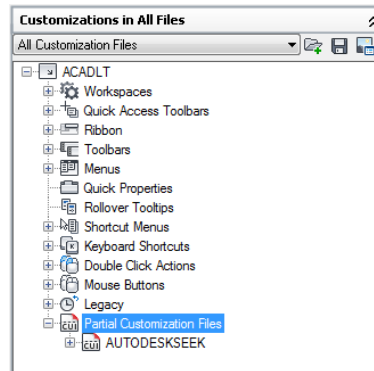 Customizations in All Files
All Customization Files
ACADLT
Workspaces
Quick Access Toolbars
Ribbon
Toolbars
Menus
Quick Properties
Rollover Tooltips
Shortcut Menus
Keyboard Shortcuts
Double Click Actions
Mouse Buttons
Legacy
Partial Customization Files
AUTODESKSEEK